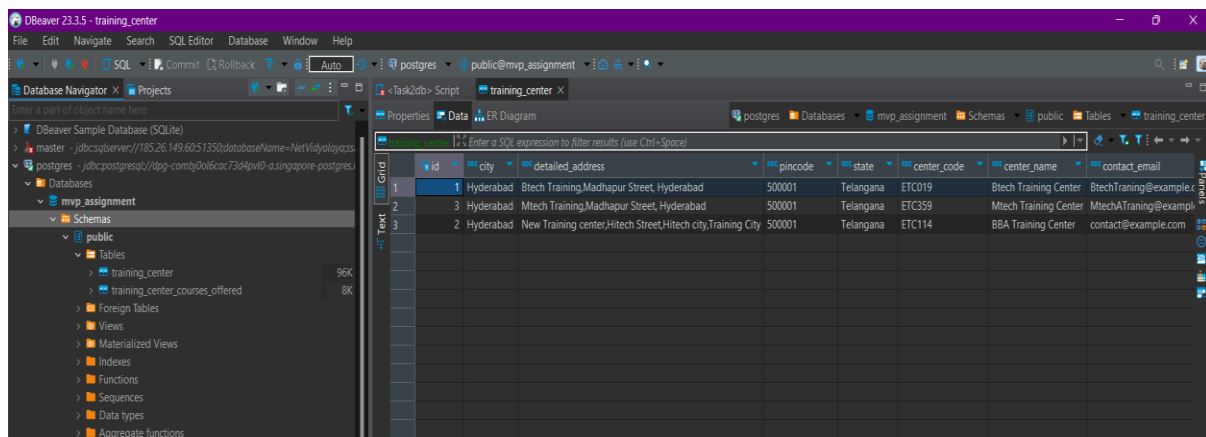 DBeaver 23.3.5 - training_center
File Edit Navigate Search SQL Editor Database Window Help
SQL Commit Rollback Auto postgres public@mvp_assignment
Database Navigator Projects
<Task2db> Script training_center
Enter a part of object name here
Properties Data ER Diagram
postgres Databases mvp_assignment Schemas public Tables training_center
DBeaver Sample Database (SQLite)
master - jdbc:sqlserver://185.26.149.60:51350;databaseName=NetVidyalaya;ss
postgres - jdbc:postgresql://dpg-combj0ol6cac73d4pvl0-a.singapore-postgres.
Databases
mvp_assignment
Schemas
public
Tables
training_center 96K
training_center_courses_offered 8K
Foreign Tables
Views
Materialized Views
Indexes
Functions
Sequences
Data types
Aggregate functions
training_center Enter a SQL expression to filter results (use Ctrl+Space)
Grid
Text
Panels
id city detailed_address pincode state center_code center_name contact_email
1 1 Hyderabad Btech Training,Madhapur Street, Hyderabad 500001 Telangana ETC019 Btech Training Center BtechTraning@example.c
2 3 Hyderabad Mtech Training,Madhapur Street, Hyderabad 500001 Telangana ETC359 Mtech Training Center MtechATraning@exampl
3 2 Hyderabad New Training center,Hitech Street,Hitech city,Training City 500001 Telangana ETC114 BBA Training Center contact@example.com